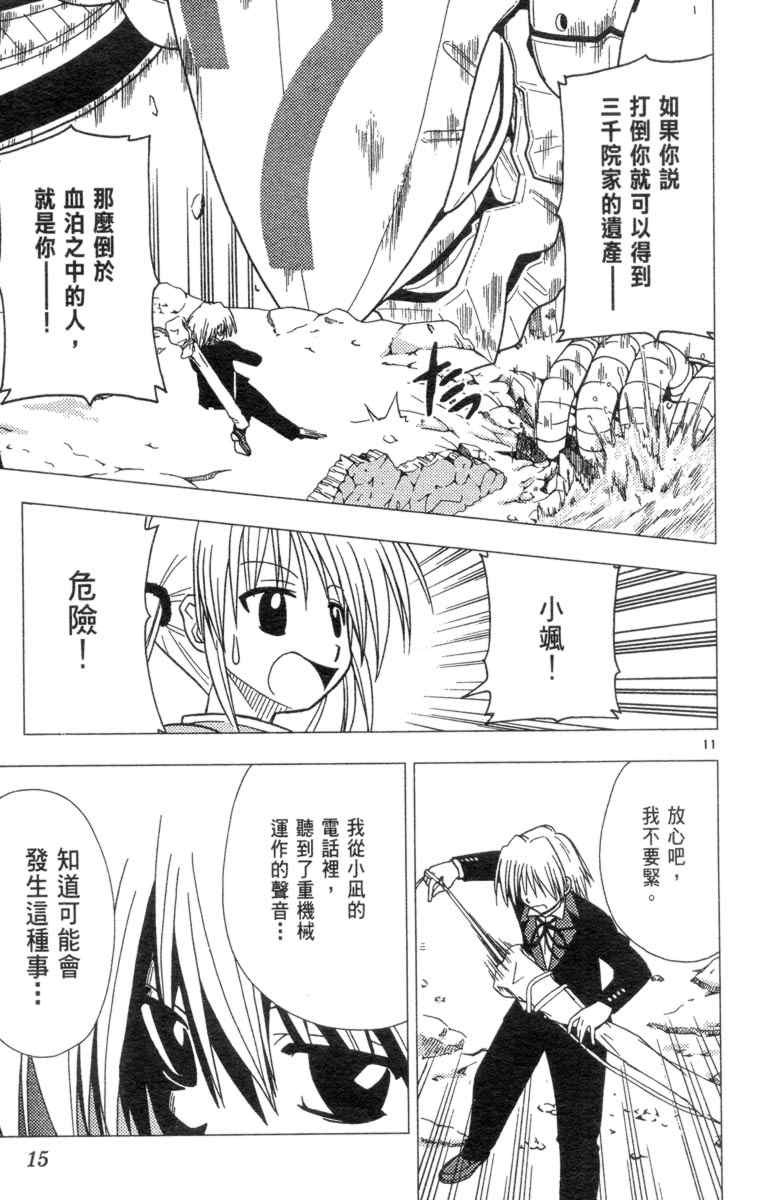 如果你說
打倒你就可以得到
三千院家的遺產——
那麼倒於
血泊之中的人，
就是你——！
小颯！
危險！
11
放心吧，
我不要緊。
我從小凪的
電話裡，
聽到了重機械
運作的聲音…
知道可能會
發生這種事…
15